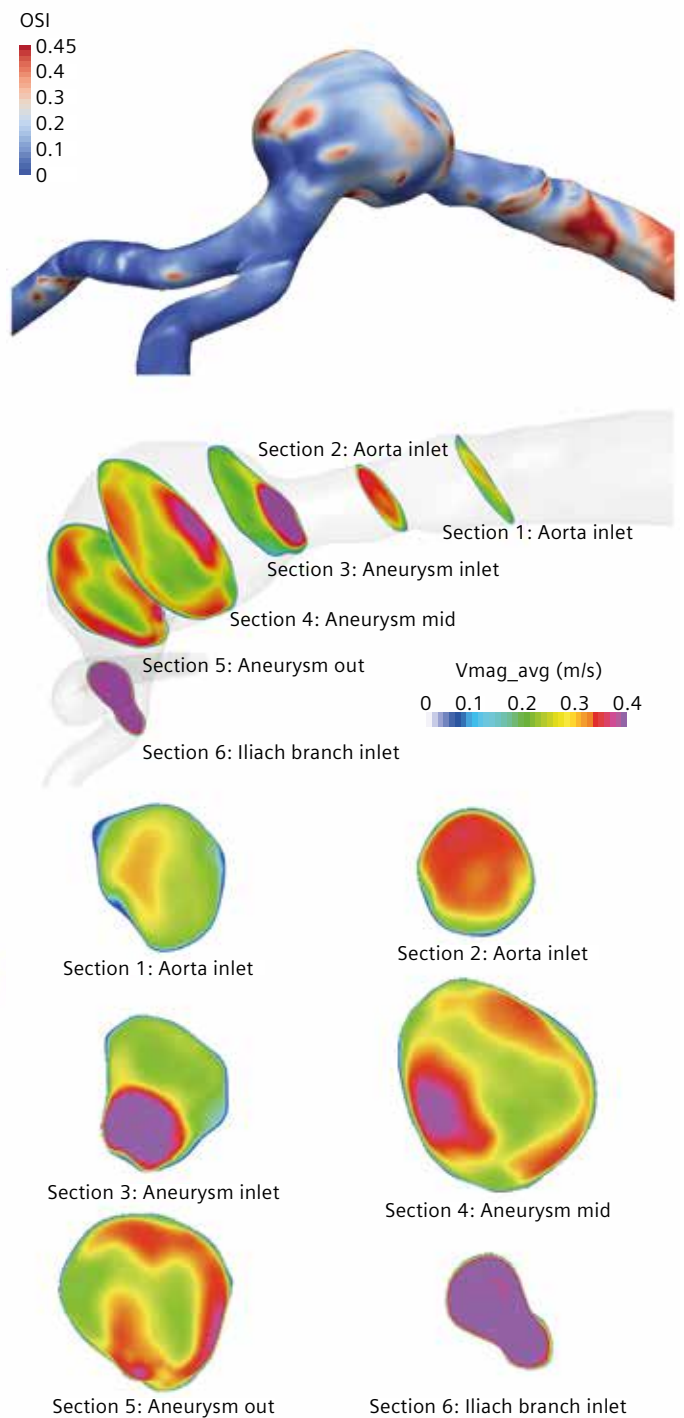 OSI
0.45
0.4
0.3
0.2
0.1
0
Section 2: Aorta inlet
Section 1: Aorta inlet
Section 3: Aneurysm inlet
Section 4: Aneurysm mid
Section 5: Aneurysm out
Vmag_avg (m/s)
0 0.1 0.2 0.3 0.4
Section 6: Iliach branch inlet
Section 1: Aorta inlet
Section 2: Aorta inlet
Section 3: Aneurysm inlet
Section 4: Aneurysm mid
Section 5: Aneurysm out
Section 6: Iliach branch inlet